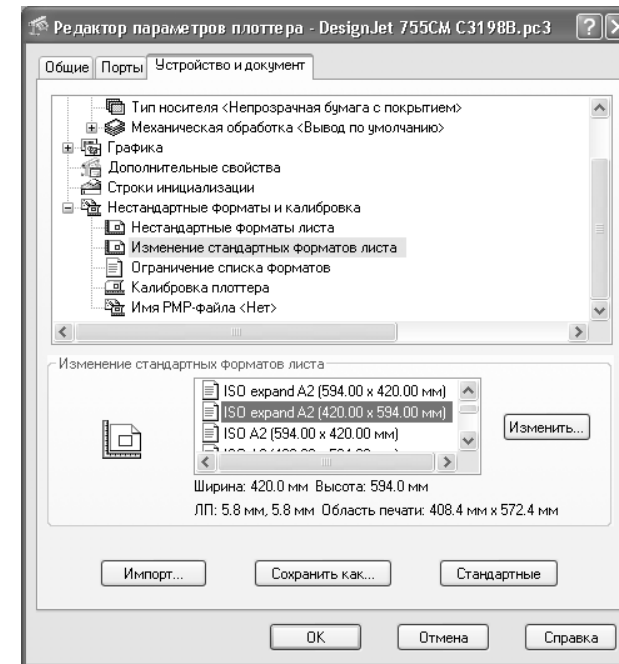 Редактор параметров плоттера - DesignJet 755CM C3198B.pc3
Общие Порты Устройство и документ
Тип носителя <Непрозрачная бумага с покрытием>
Механическая обработка <Вывод по умолчанию>
Графика
Дополнительные свойства
Строки инициализации
Нестандартные форматы и калибровка
Нестандартные форматы листа
Изменение стандартных форматов листа
Ограничение списка форматов
Калибровка плоттера
Имя PMP-файла <Нет>
Изменение стандартных форматов листа
ISO expand A2 (594.00 x 420.00 мм)
ISO expand A2 (420.00 x 594.00 мм)
ISO A2 (594.00 x 420.00 мм)
Изменить...
Ширина: 420.0 мм Высота: 594.0 мм
ЛП: 5.8 мм, 5.8 мм Область печати: 408.4 мм x 572.4 мм
Импорт... Сохранить как... Стандартные
OK Отмена Справка